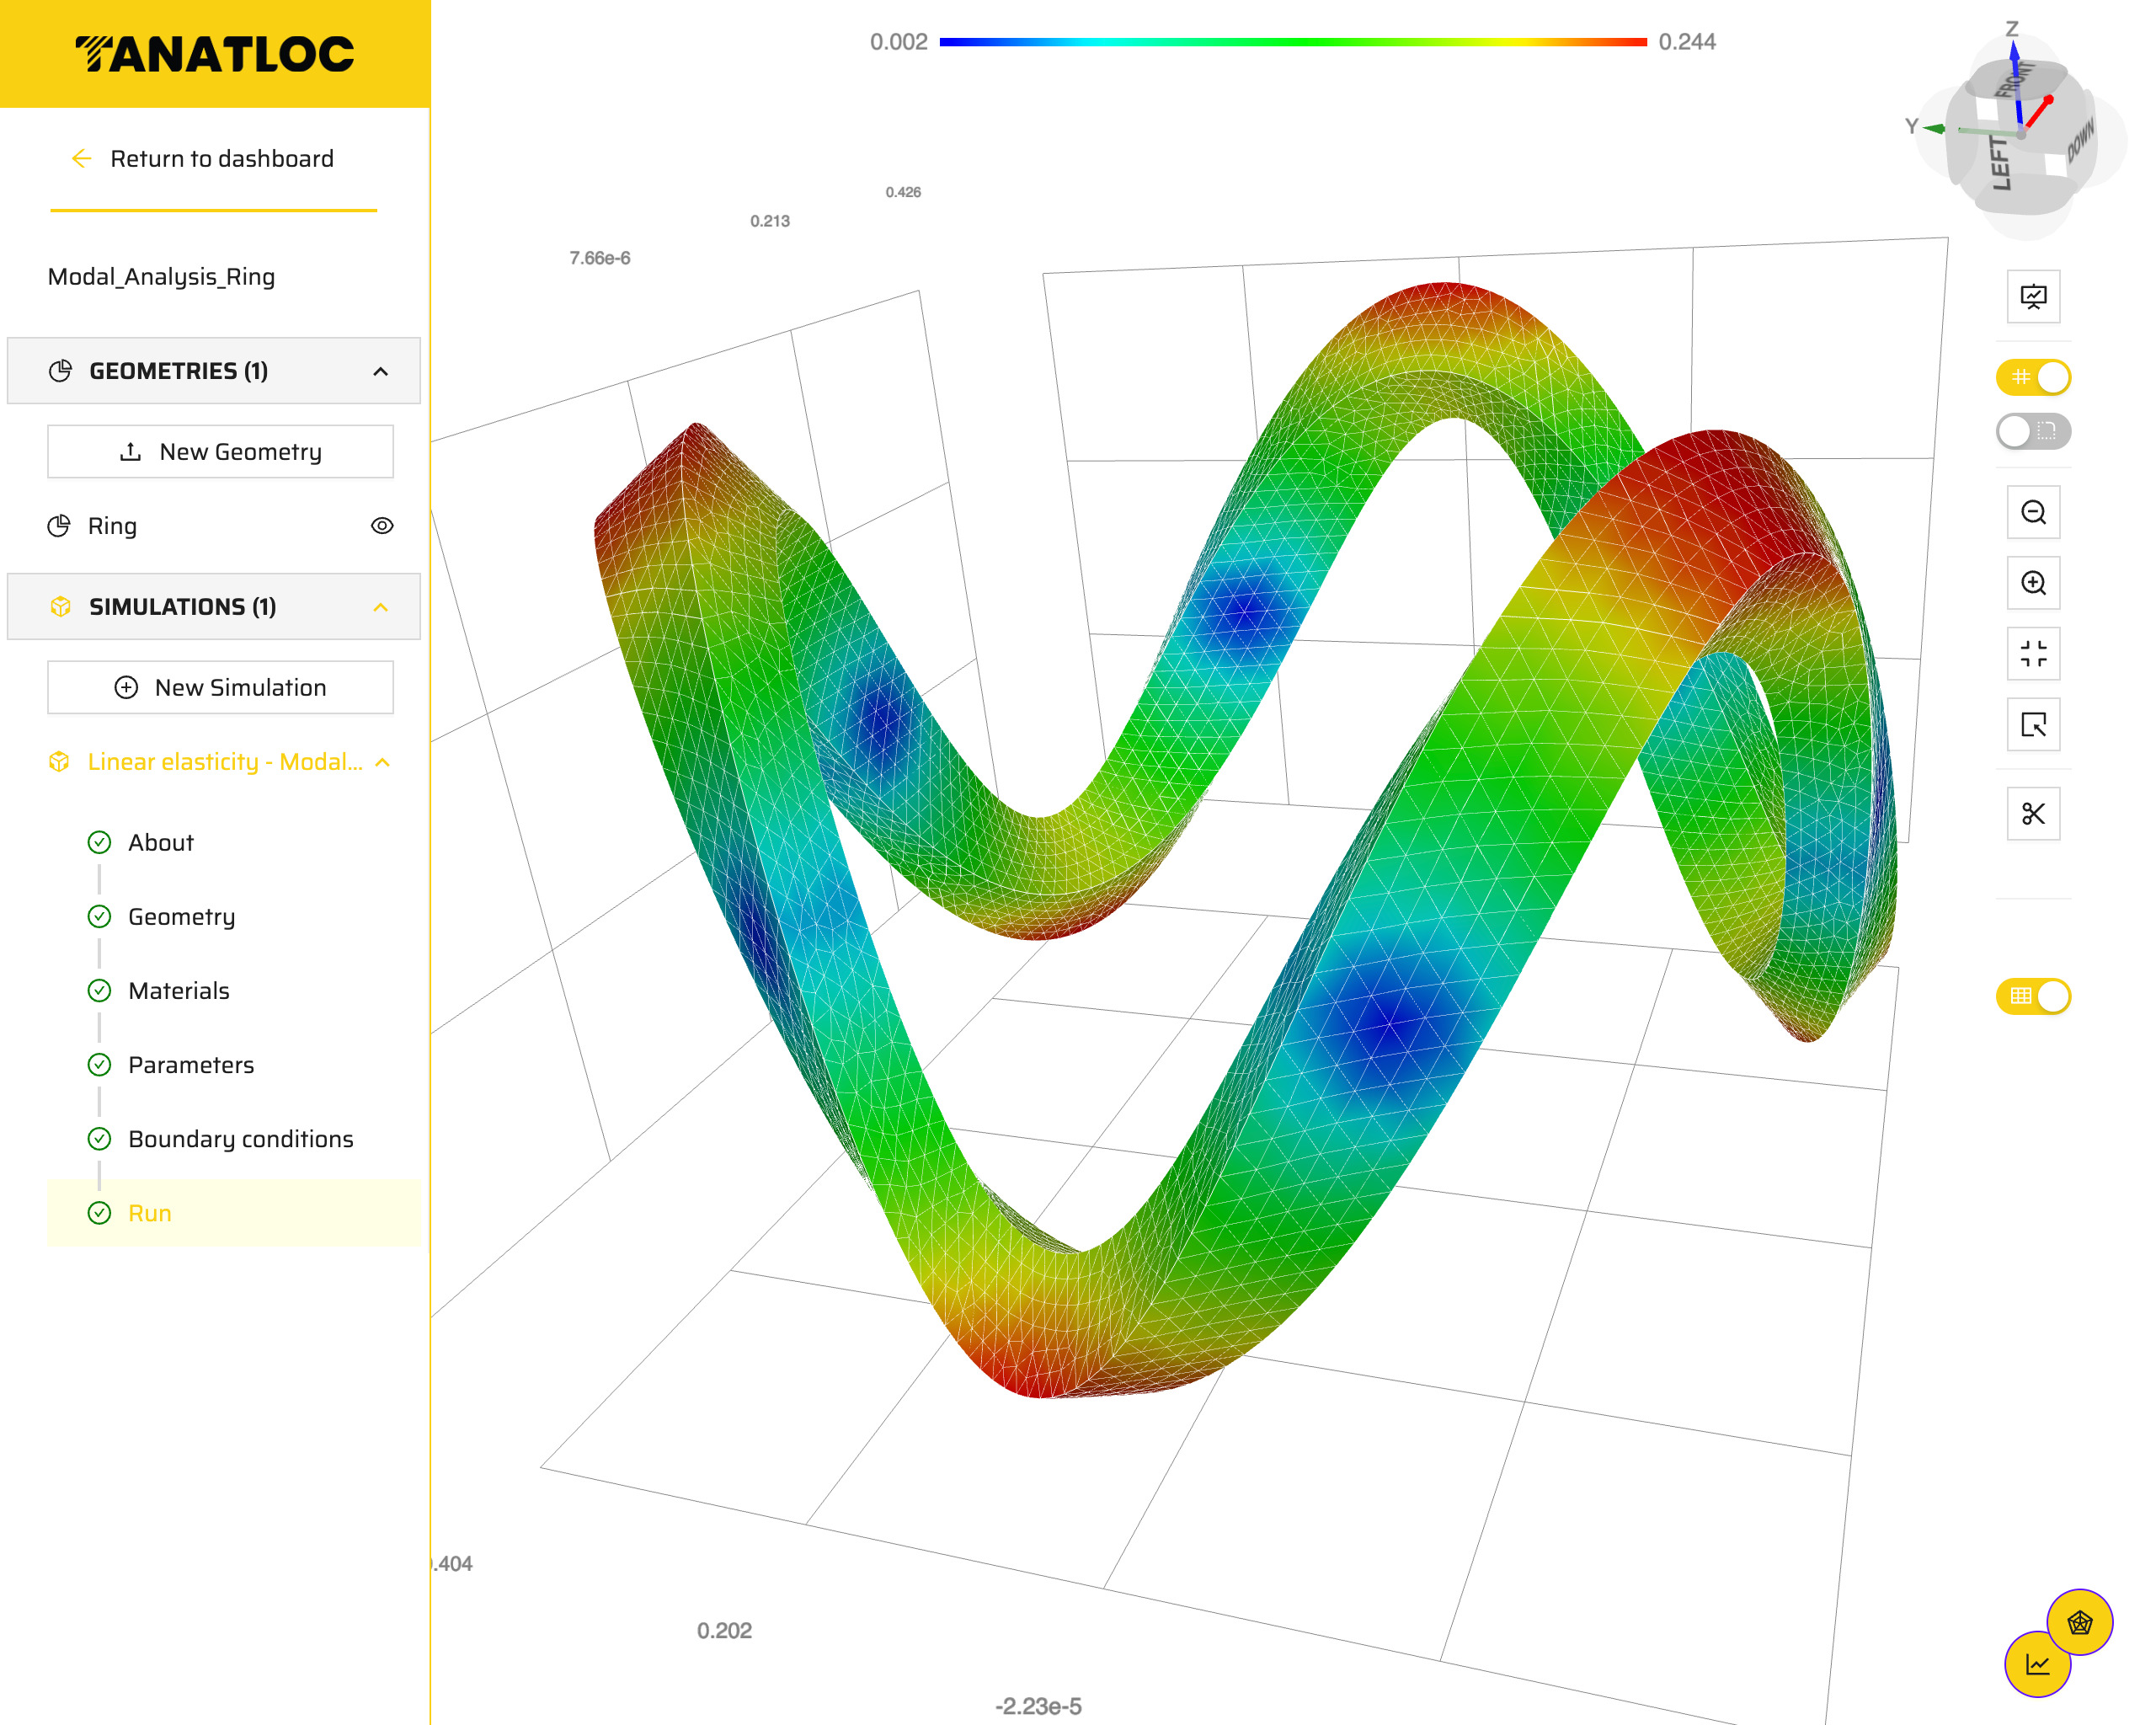 TANATLOC
Return to dashboard
Modal_Analysis_Ring
GEOMETRIES (1)
New Geometry
Ring
SIMULATIONS (1)
New Simulation
Linear elasticity - Modal...
About
Geometry
Materials
Parameters
Boundary conditions
Run
0.002
0.244
0.426
0.213
7.66e-6
.404
0.202
-2.23e-5
Z
Y
FRONT
LEFT
DOWN